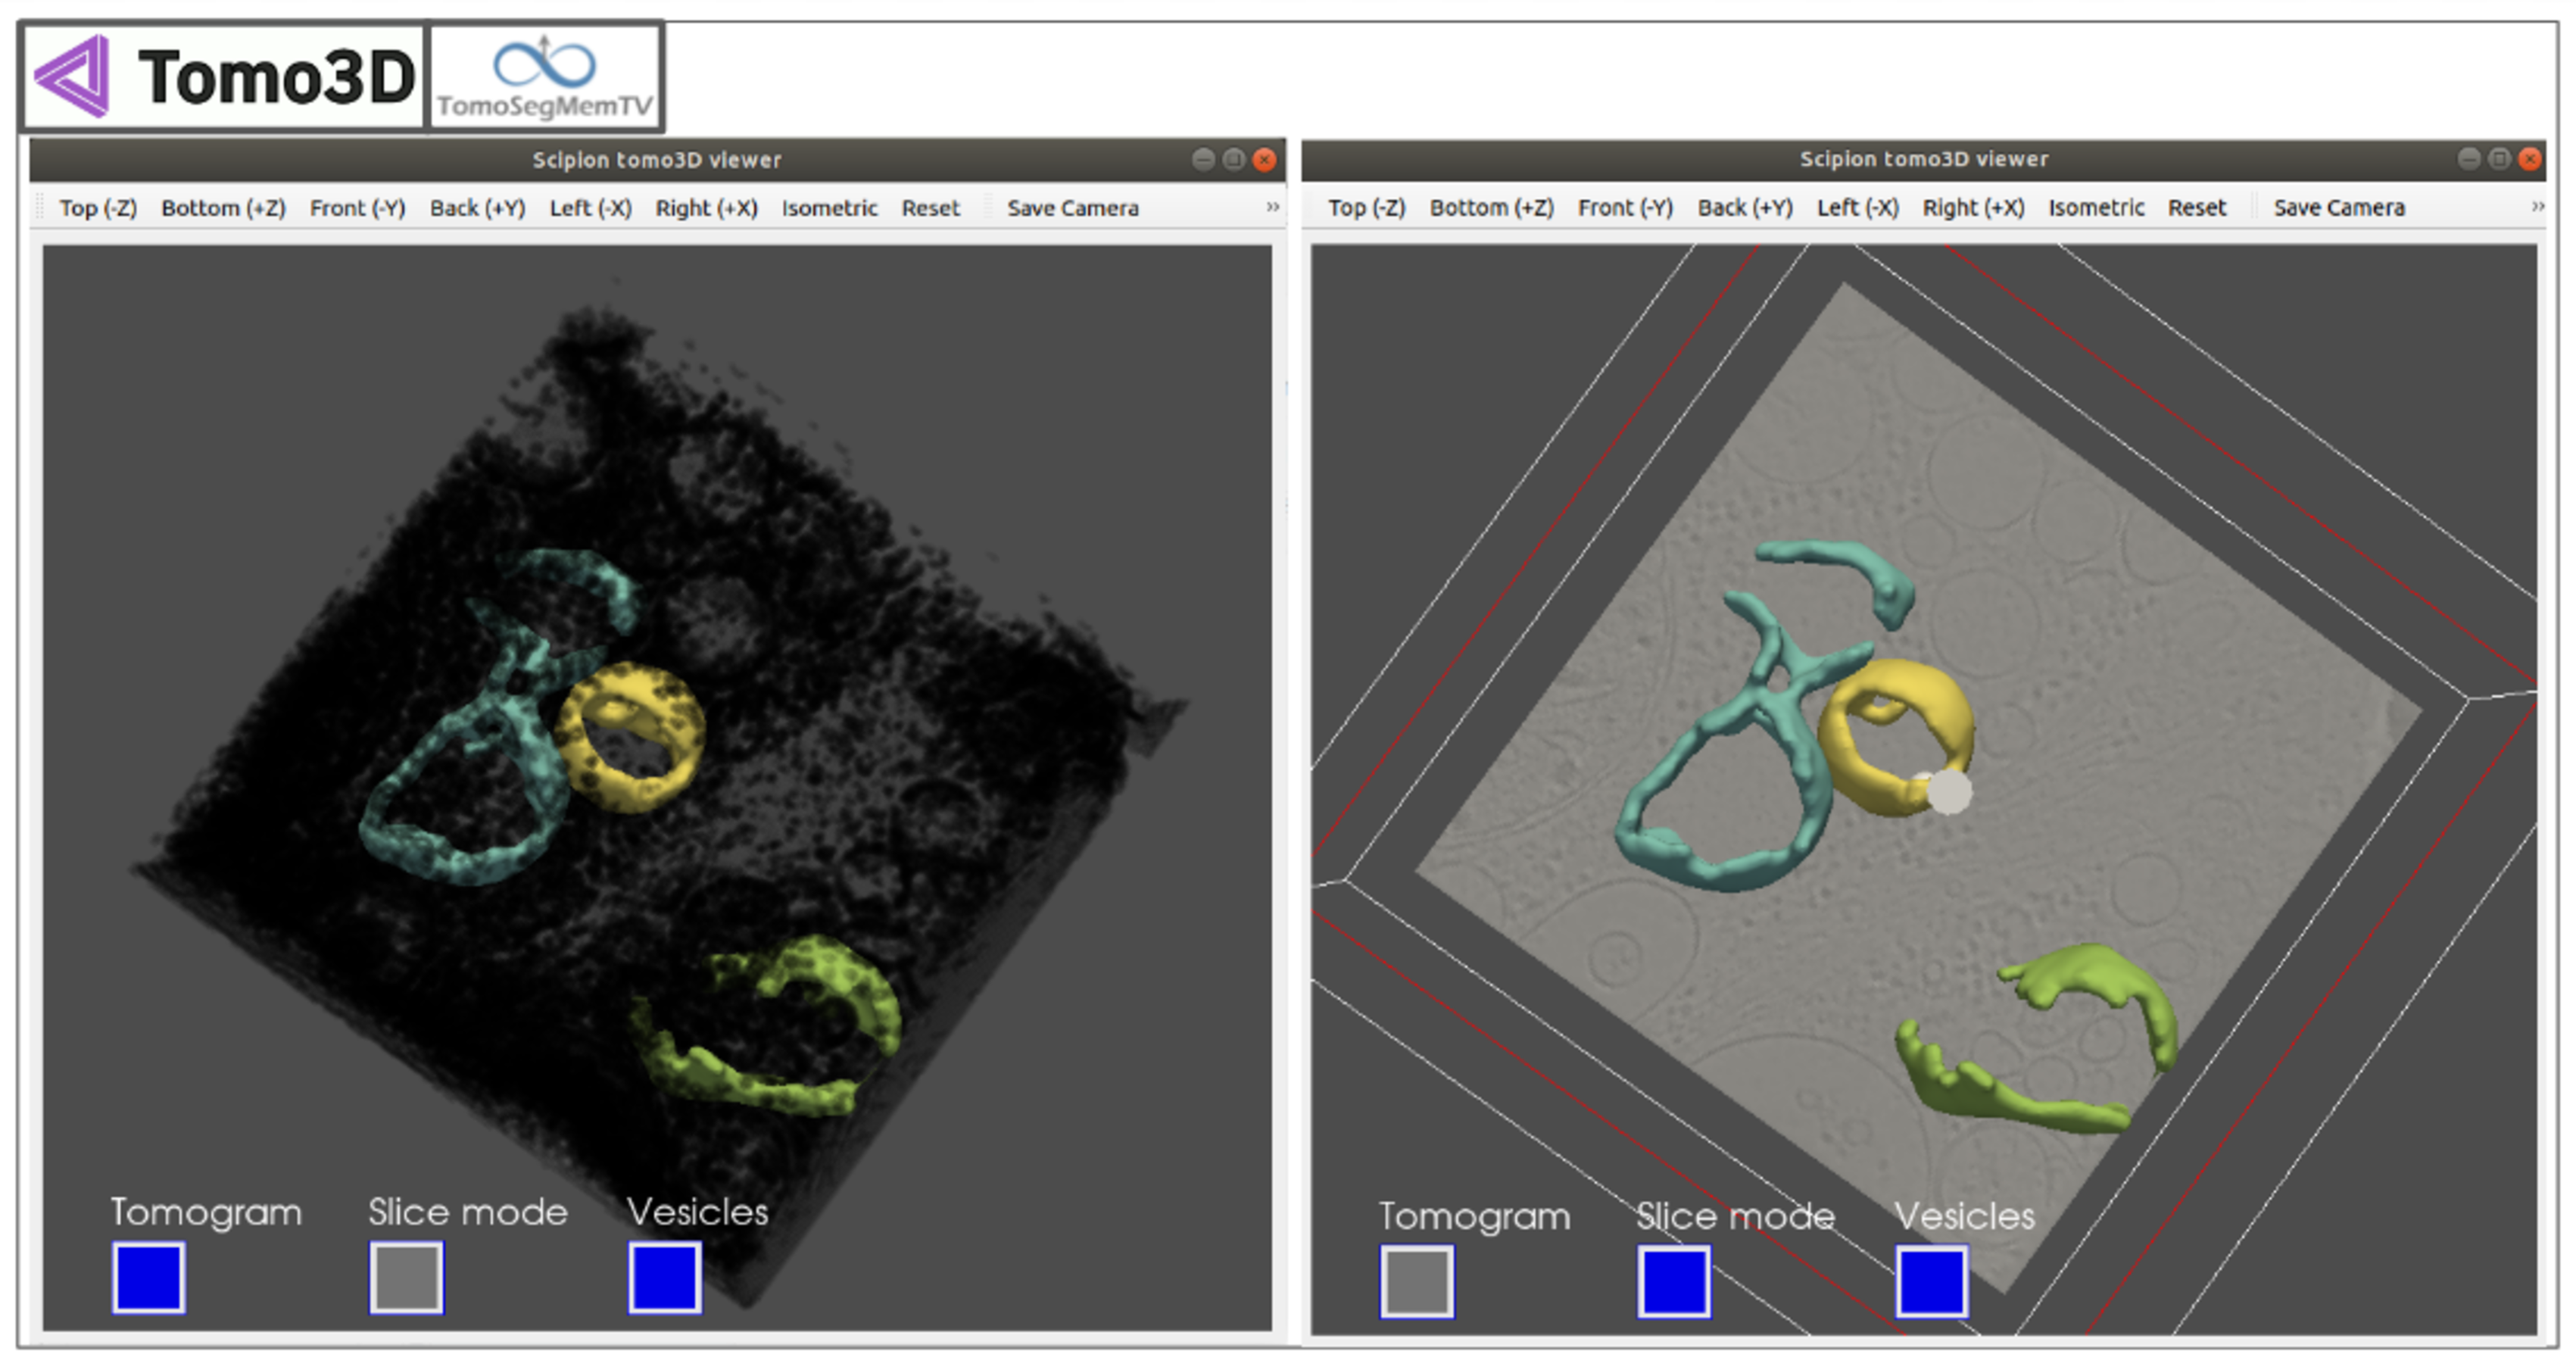 Tomo3D
TomoSegMemTV
Scipion tomo3D viewer
Top (-Z) Bottom (+Z) Front (-Y) Back (+Y) Left (-X) Right (+X) Isometric Reset Save Camera »
Tomogram Slice mode Vesicles
Scipion tomo3D viewer
Top (-Z) Bottom (+Z) Front (-Y) Back (+Y) Left (-X) Right (+X) Isometric Reset Save Camera »
Tomogram Slice mode Vesicles